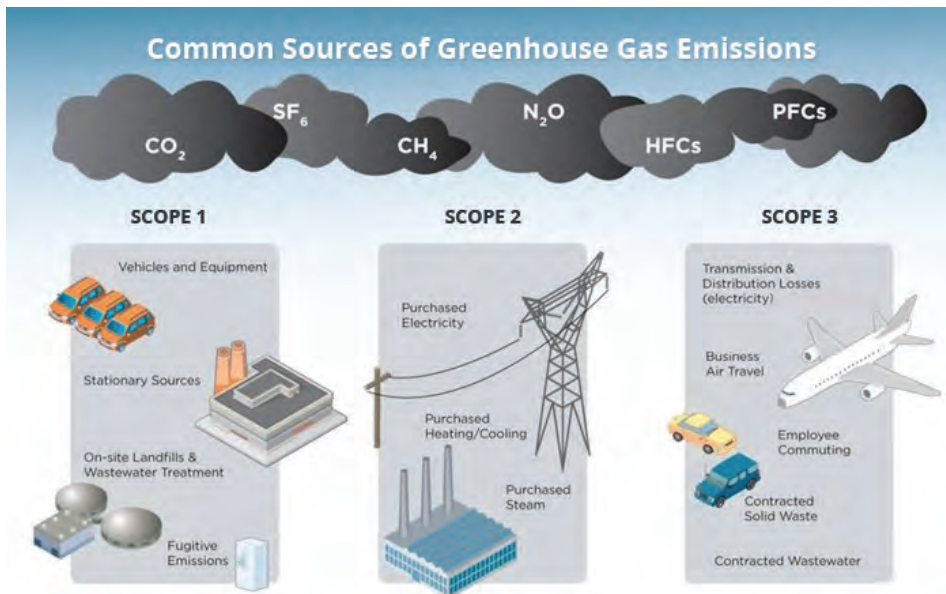 Common Sources of Greenhouse Gas Emissions
CO₂
SF₆
CH₄
N₂O
HFCs
PFCs
SCOPE 1
Vehicles and Equipment
Stationary Sources
On-site Landfills &
Wastewater Treatment
Fugitive
Emissions
SCOPE 2
Purchased
Electricity
Purchased
Heating/Cooling
Purchased
Steam
SCOPE 3
Transmission &
Distribution Losses
(electricity)
Business
Air Travel
Employee
Commuting
Contracted
Solid Waste
Contracted Wastewater